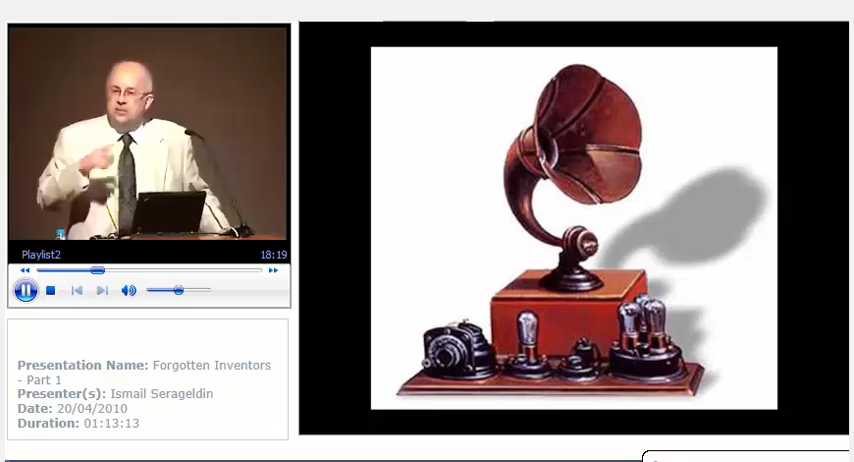 Playlist2
18:19
Presentation Name: Forgotten Inventors
- Part 1
Presenter(s): Ismail Serageldin
Date: 20/04/2010
Duration: 01:13:13